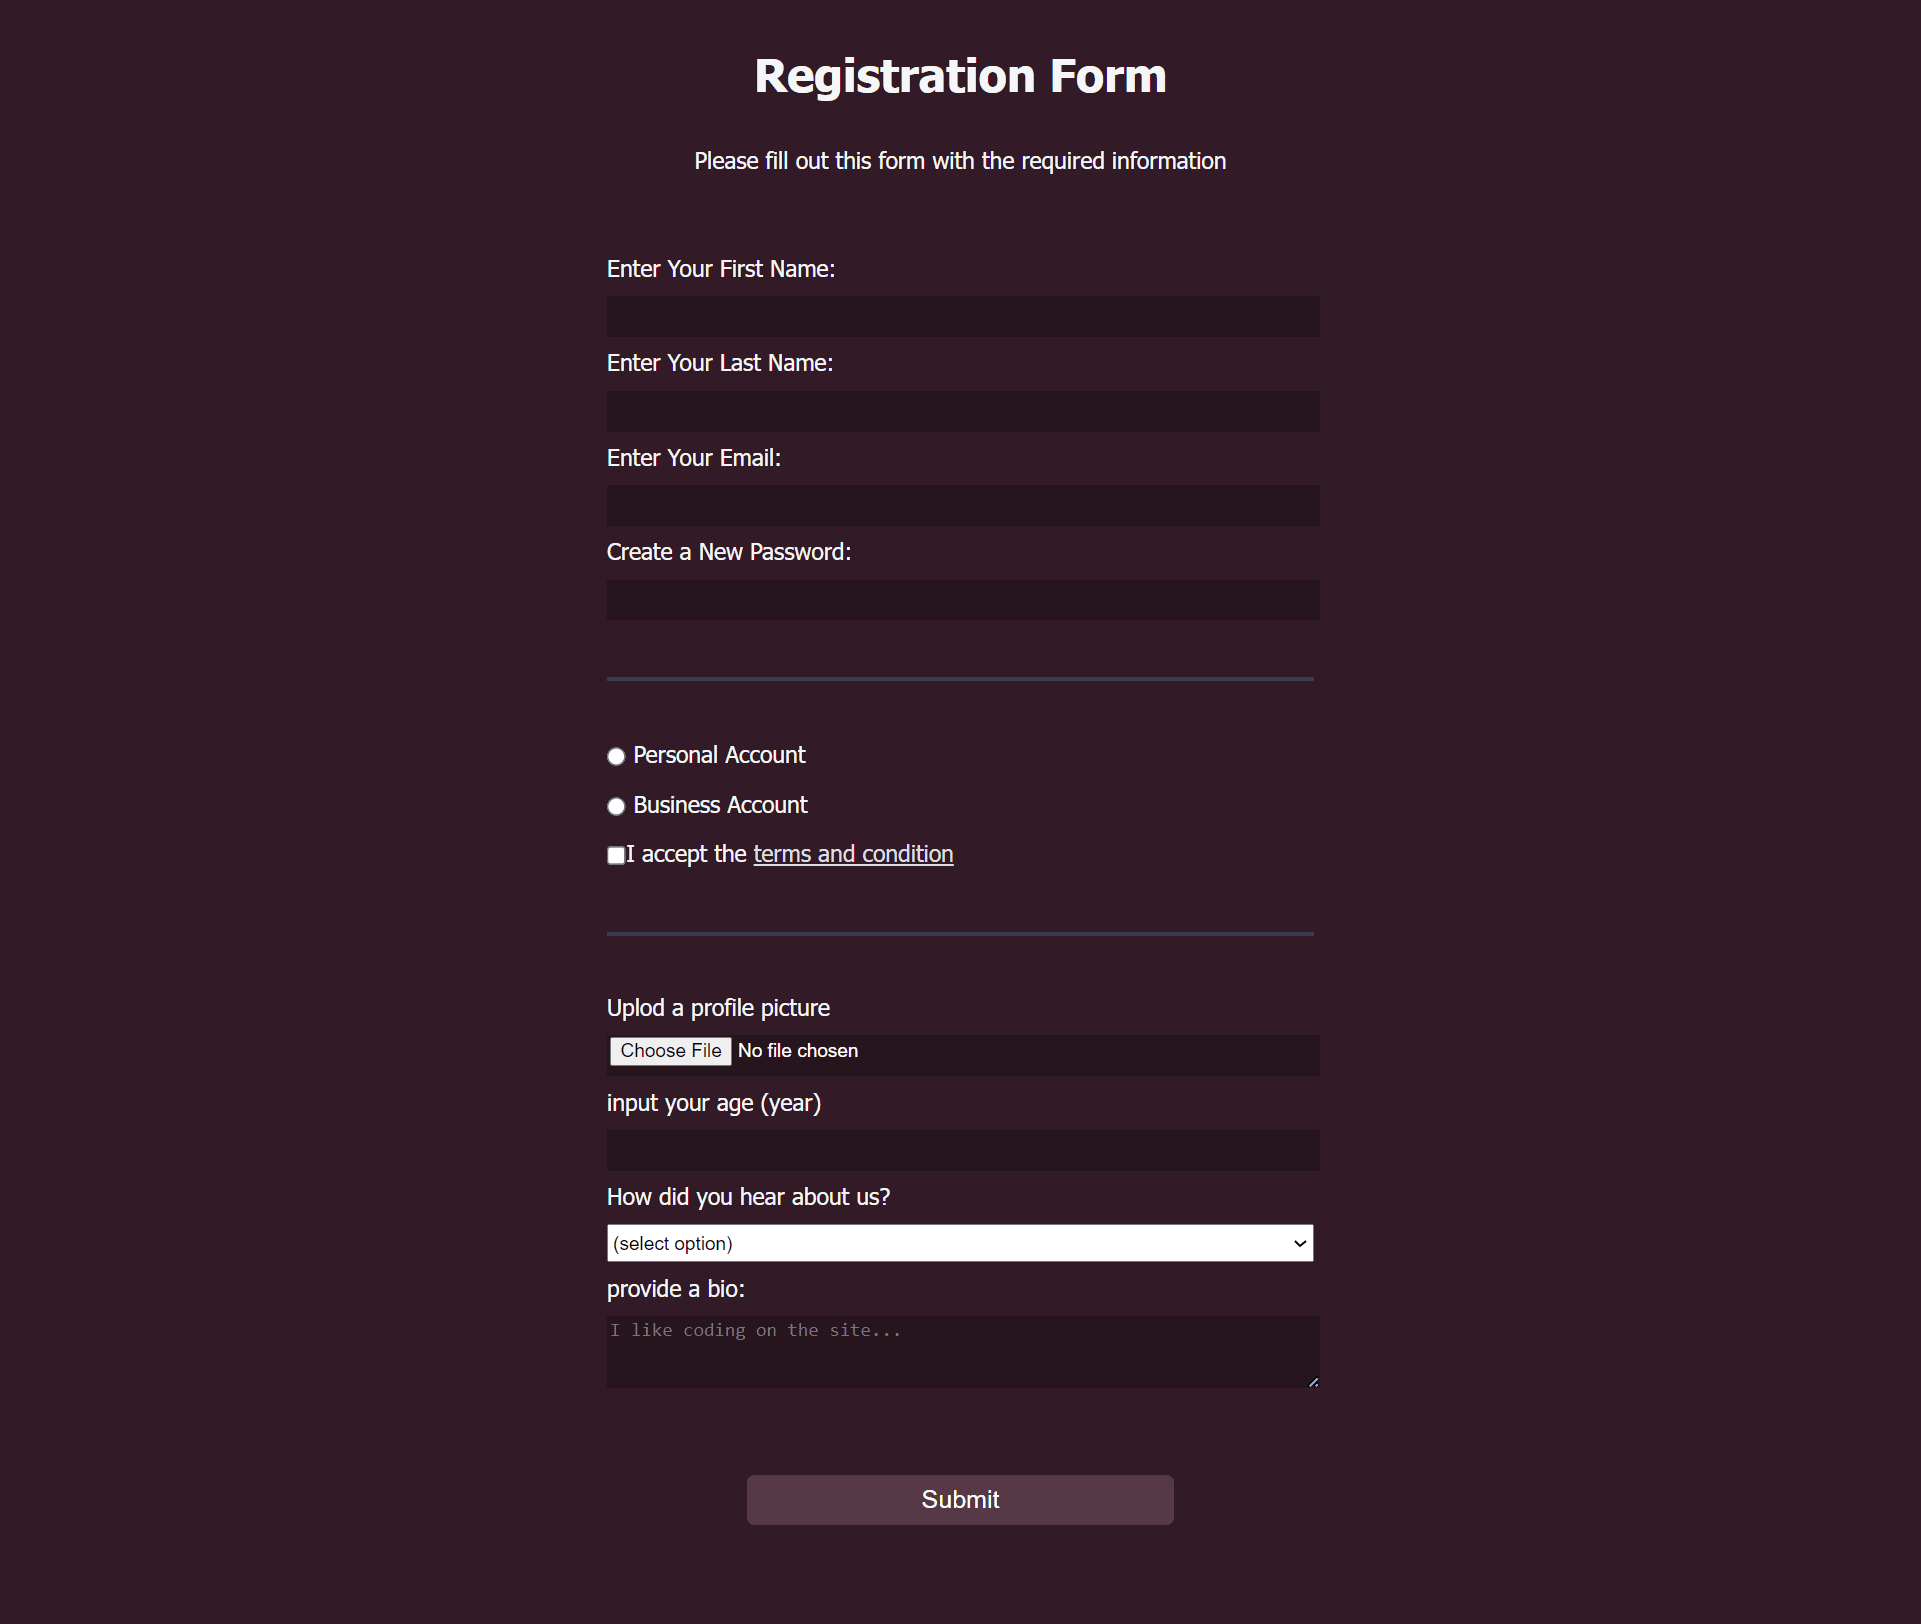 Registration Form
Please fill out this form with the required information
Enter Your First Name:
Enter Your Last Name:
Enter Your Email:
Create a New Password:
Personal Account
Business Account
I accept the terms and condition
Uplod a profile picture
Choose File No file chosen
input your age (year)
How did you hear about us?
(select option)
provide a bio:
I like coding on the site...
Submit